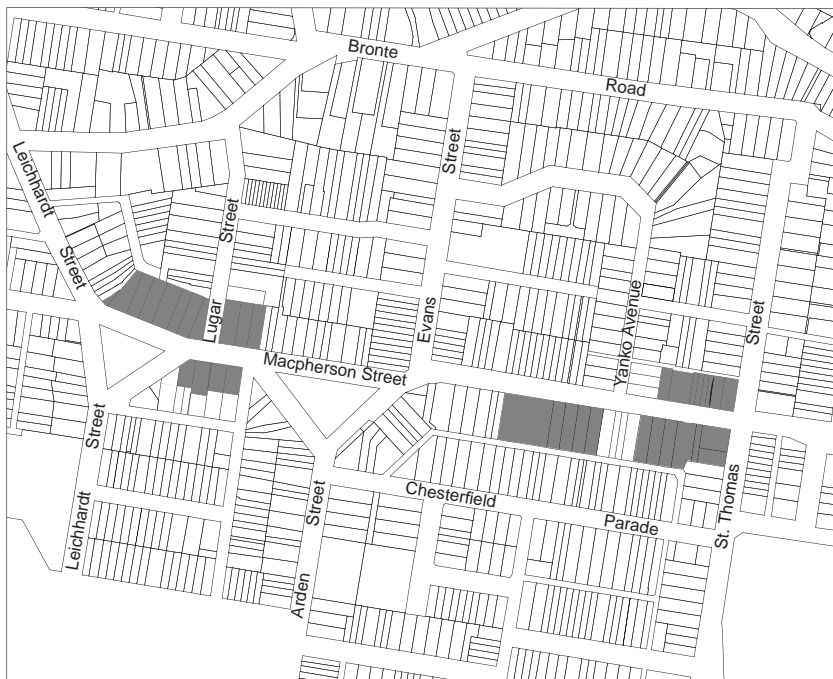 Bronte
Road
Street
Leichhardt
Street
Street
Street
Lugar
Evans
Yanko Avenue
Macpherson Street
Street
Leichhardt
Chesterfield
Parade
Street
Arden
St. Thomas